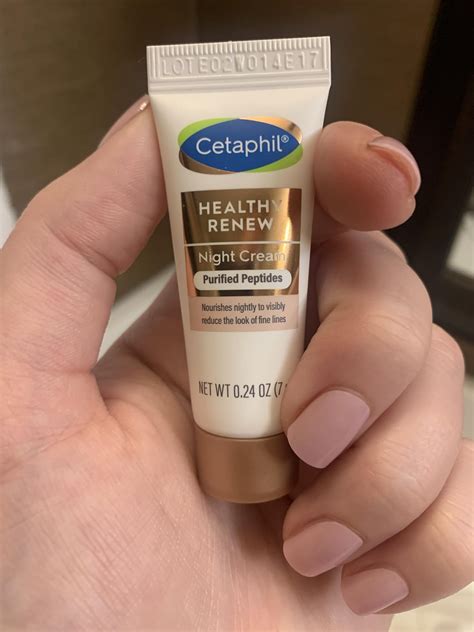 LOTE02W014E17
Cetaphil®
HEALTHY
RENEW
Night Cream
Purified Peptides
Nourishes nightly to visibly
reduce the look of fine lines
NET WT 0.24 OZ (7